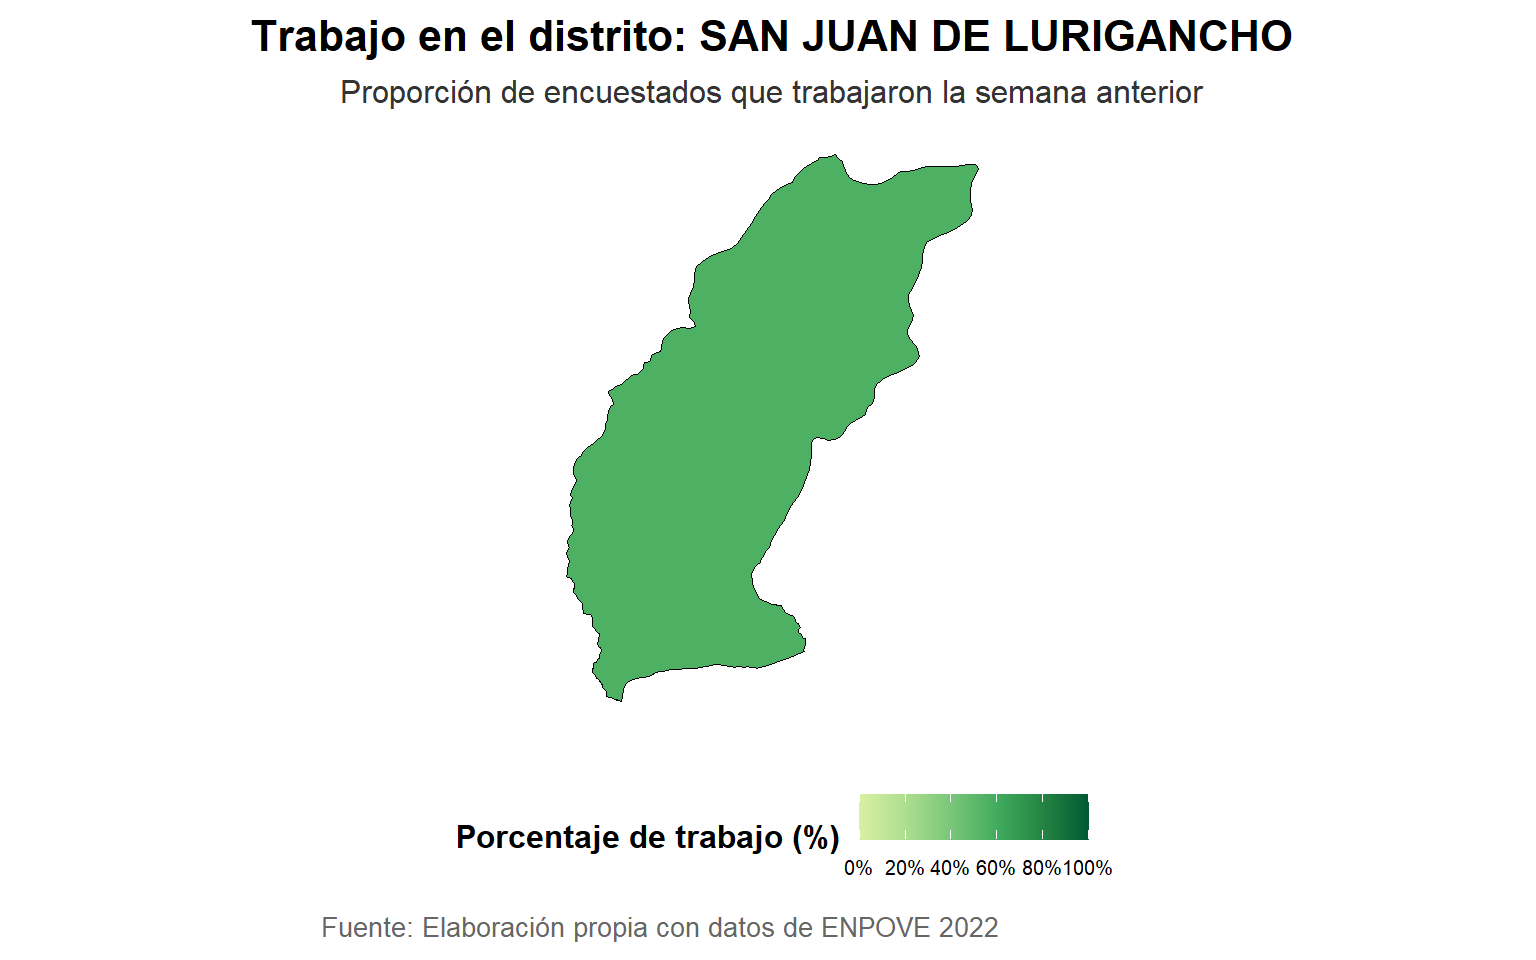 Trabajo en el distrito: SAN JUAN DE LURIGANCHO
Proporción de encuestados que trabajaron la semana anterior
Porcentaje de trabajo (%)
0% 20% 40% 60% 80% 100%
Fuente: Elaboración propia con datos de ENPOVE 2022